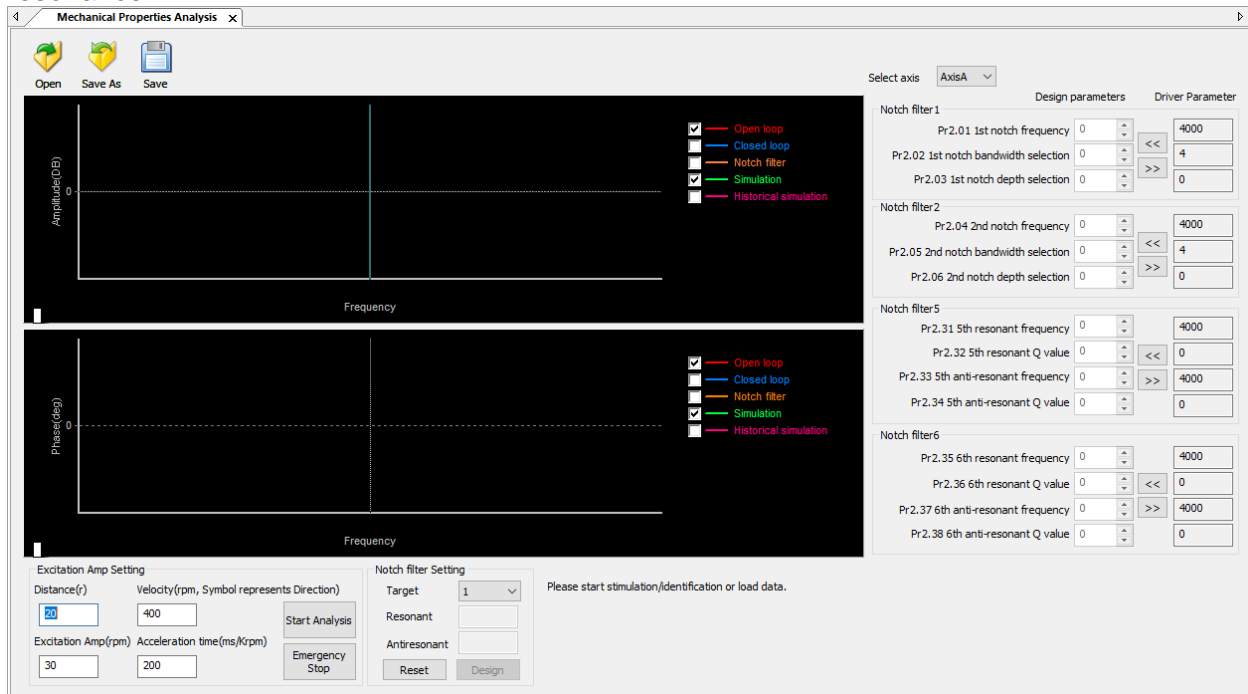 Mechanical Properties Analysis x
Open Save As Save
Select axis AxisA
Design parameters Driver Parameter
Amplitude(DB)
0
Frequency
Open loop
Closed loop
Notch filter
Simulation
Historical simulation
Phase(deg)
0
Frequency
Open loop
Closed loop
Notch filter
Simulation
Historical simulation
Notch filter1
Pr2.01 1st notch frequency 0 4000
Pr2.02 1st notch bandwidth selection 0 4
Pr2.03 1st notch depth selection 0 0
<<
>>
Notch filter2
Pr2.04 2nd notch frequency 0 4000
Pr2.05 2nd notch bandwidth selection 0 4
Pr2.06 2nd notch depth selection 0 0
<<
>>
Notch filter5
Pr2.31 5th resonant frequency 0 4000
Pr2.32 5th resonant Q value 0 << 0
Pr2.33 5th anti-resonant frequency 0 >> 4000
Pr2.34 5th anti-resonant Q value 0 0
Notch filter6
Pr2.35 6th resonant frequency 0 4000
Pr2.36 6th resonant Q value 0 << 0
Pr2.37 6th anti-resonant frequency 0 >> 4000
Pr2.38 6th anti-resonant Q value 0 0
Excitation Amp Setting
Distance(r) Velocity(rpm, Symbol represents Direction)
20 400 Start Analysis
Excitation Amp(rpm) Acceleration time(ms/Krpm)
30 200 Emergency Stop
Notch filter Setting
Target 1
Resonant
Antiresonant
Reset Design
Please start stimulation/identification or load data.